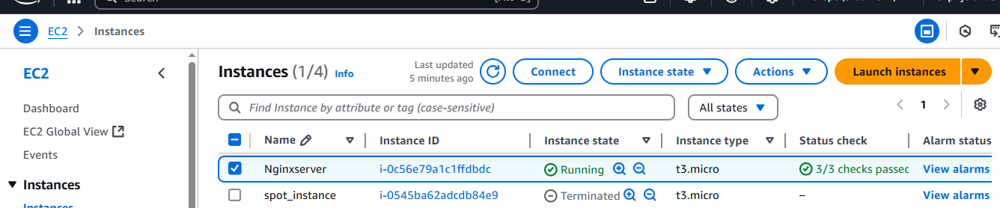 EC2
Instances
EC2
Dashboard
EC2 Global View
Events
Instances
Instances (1/4)
Info
Last updated
5 minutes ago
Connect
Instance state
Actions
Launch instances
Find Instance by attribute or tag (case-sensitive)
All states
1
Name Instance ID Instance state Instance type Status check Alarm status
Nginxserver i-0c56e79a1c1ffdbdc Running t3.micro 3/3 checks passed View alarms
spot_instance i-0545ba62adcdb84e9 Terminated t3.micro – View alarms